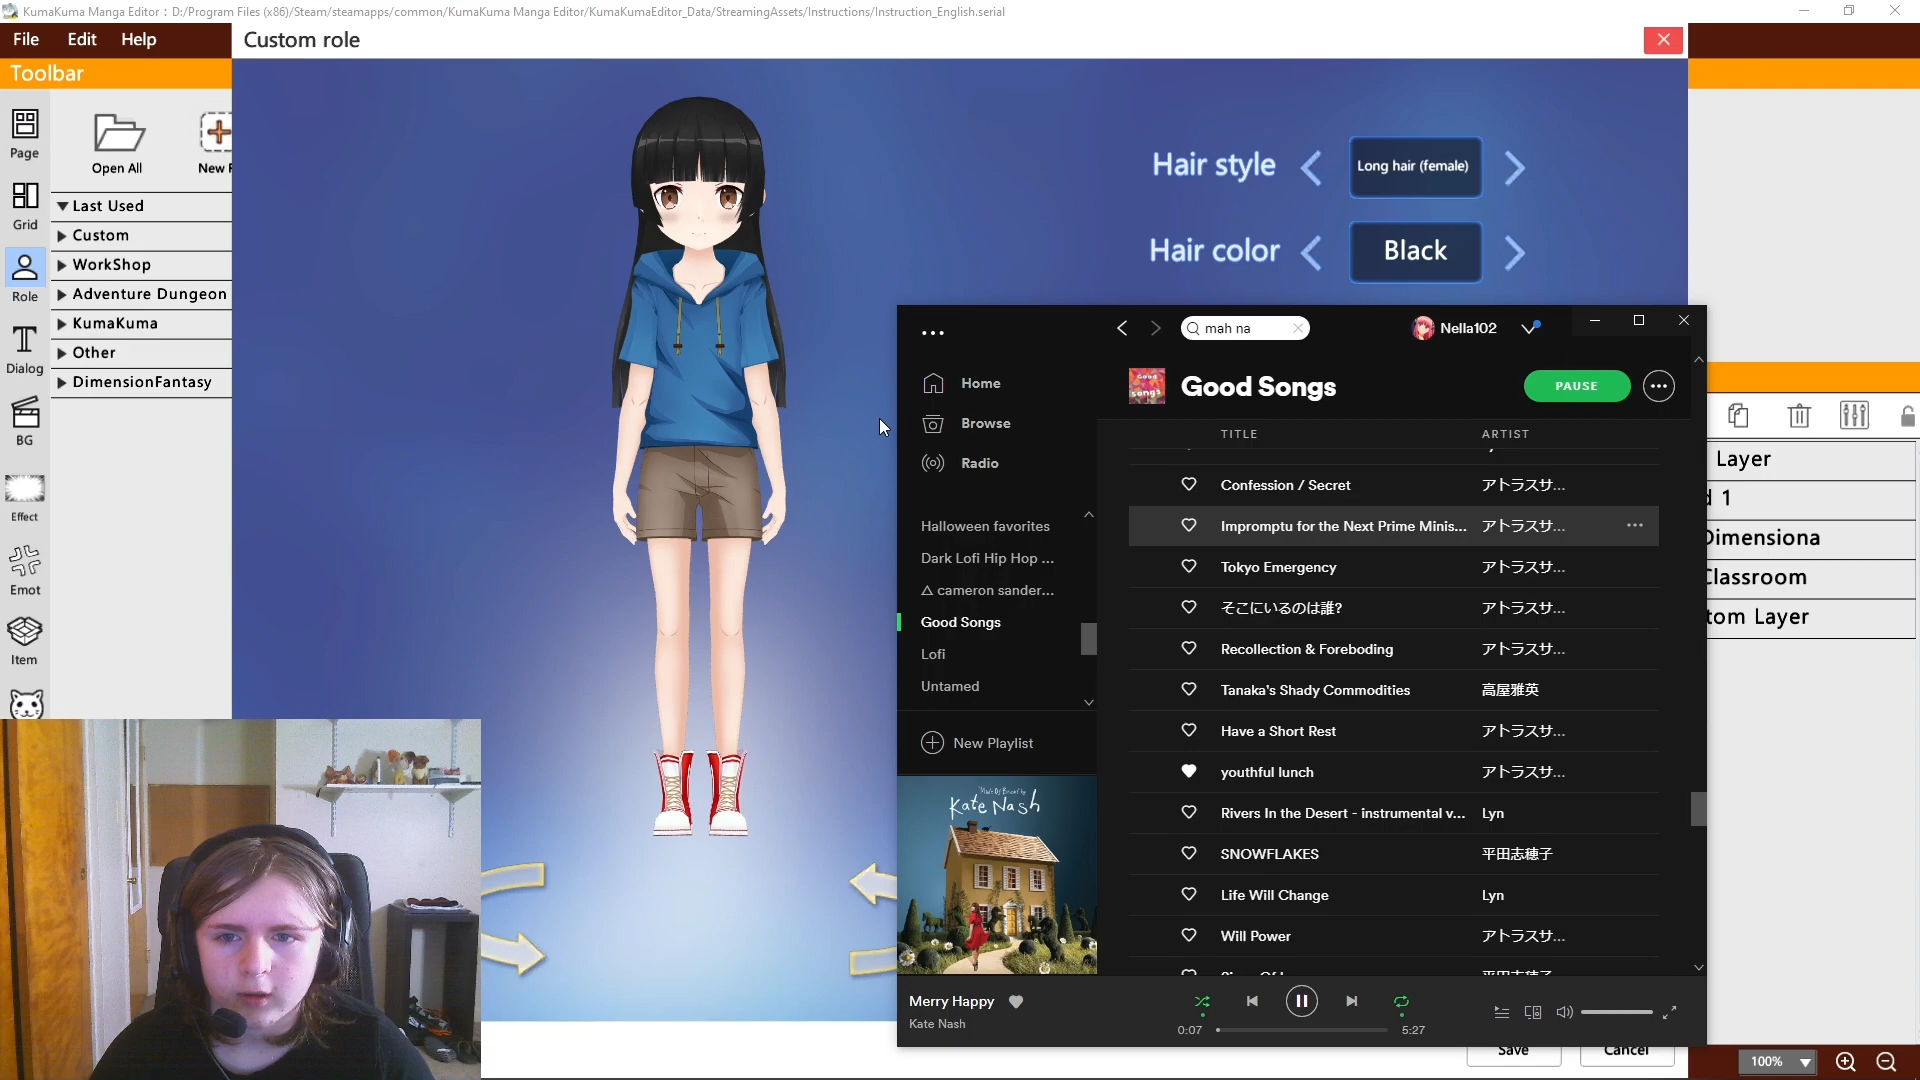 KumaKuma Manga Editor : D:/Program Files (x86)/Steam/steamapps/common/KumaKuma Manga Editor/KumaKumaEditor_Data/StreamingAssets/Instructions/Instruction_English.serial
File Edit Help
Custom role
Toolbar
Page
Grid
Role
Dialog
BG
Effect
Emot
Item
Open All
New
Last Used
Custom
WorkShop
Adventure Dungeon
KumaKuma
Other
DimensionFantasy
Hair style
Long hair (female)
Hair color
Black
mah na
Nella102
Home
Browse
Radio
Halloween favorites
Dark Lofi Hip Hop ...
△ cameron sander...
Good Songs
Lofi
Untamed
New Playlist
Good
songs
Good Songs
PAUSE
TITLE ARTIST
Confession / Secret アトラスサ...
Impromptu for the Next Prime Minis... アトラスサ...
Tokyo Emergency アトラスサ...
そこにいるのは誰? アトラスサ...
Recollection & Foreboding アトラスサ...
Tanaka's Shady Commodities 高屋雅英
Have a Short Rest アトラスサ...
youthful lunch アトラスサ...
Rivers In the Desert - instrumental v... Lyn
SNOWFLAKES 平田志穂子
Life Will Change Lyn
Will Power アトラスサ...
"Made Of Bricks" by
Kate Nash
Merry Happy
Kate Nash
0:07
5:27
Layer
d 1
Dimensiona
Classroom
tom Layer
Save
Cancel
100%